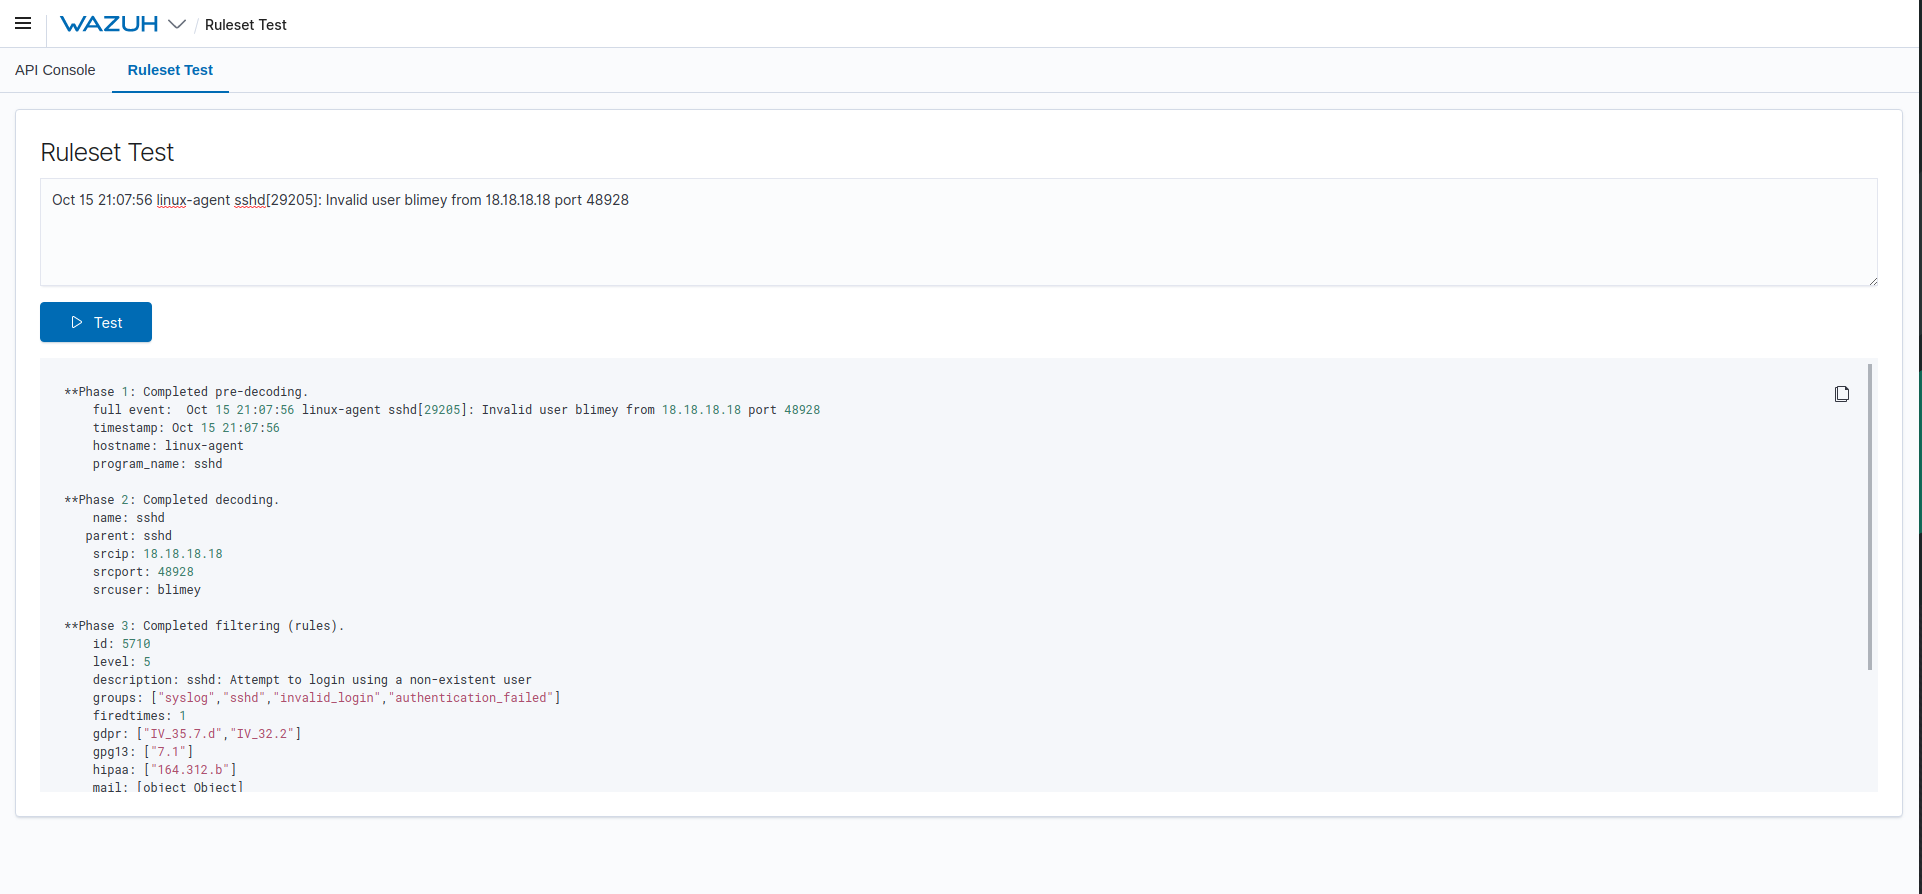 WAZUH / Ruleset Test
API Console Ruleset Test
Ruleset Test
Oct 15 21:07:56 linux-agent sshd[29205]: Invalid user blimey from 18.18.18.18 port 48928
Test
**Phase 1: Completed pre-decoding.
full event:  Oct 15 21:07:56 linux-agent sshd[29205]: Invalid user blimey from 18.18.18.18 port 48928
timestamp: Oct 15 21:07:56
hostname: linux-agent
program_name: sshd
**Phase 2: Completed decoding.
name: sshd
parent: sshd
srcip: 18.18.18.18
srcport: 48928
srcuser: blimey
**Phase 3: Completed filtering (rules).
id: 5710
level: 5
description: sshd: Attempt to login using a non-existent user
groups: ["syslog","sshd","invalid_login","authentication_failed"]
firedtimes: 1
gdpr: ["IV_35.7.d","IV_32.2"]
gpg13: ["7.1"]
hipaa: ["164.312.b"]
mail: [object Object]